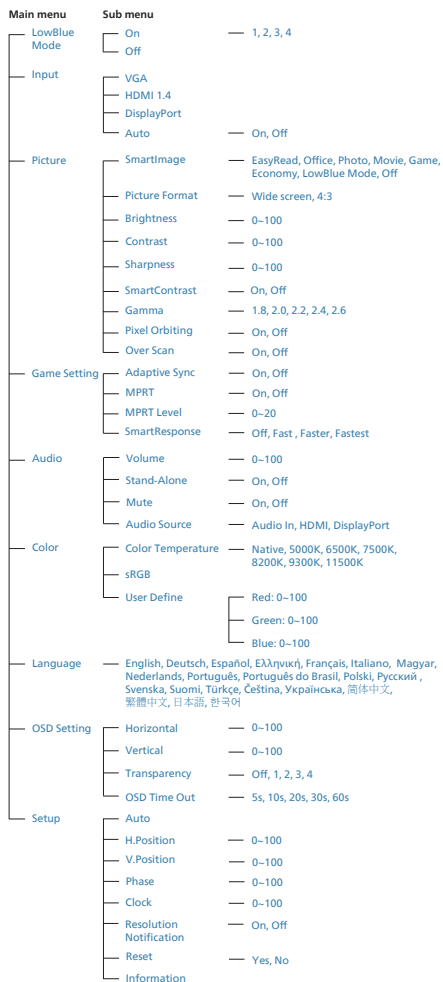 Main menu Sub menu
LowBlue Mode On 1, 2, 3, 4
Off
Input VGA
HDMI 1.4
DisplayPort
Auto On, Off
Picture SmartImage EasyRead, Office, Photo, Movie, Game,
Economy, LowBlue Mode, Off
Picture Format Wide screen, 4:3
Brightness 0~100
Contrast 0~100
Sharpness 0~100
SmartContrast On, Off
Gamma 1.8, 2.0, 2.2, 2.4, 2.6
Pixel Orbiting On, Off
Over Scan On, Off
Game Setting Adaptive Sync On, Off
MPRT On, Off
MPRT Level 0~20
SmartResponse Off, Fast , Faster, Fastest
Audio Volume 0~100
Stand-Alone On, Off
Mute On, Off
Audio Source Audio In, HDMI, DisplayPort
Color Color Temperature Native, 5000K, 6500K, 7500K,
8200K, 9300K, 11500K
sRGB
User Define Red: 0~100
Green: 0~100
Blue: 0~100
Language English, Deutsch, Español, Ελληνική, Français, Italiano, Magyar,
Nederlands, Português, Português do Brasil, Polski, Русский ,
Svenska, Suomi, Türkçe, Čeština, Українська, 简体中文,
繁體中文, 日本語, 한국어
OSD Setting Horizontal 0~100
Vertical 0~100
Transparency Off, 1, 2, 3, 4
OSD Time Out 5s, 10s, 20s, 30s, 60s
Setup Auto
H.Position 0~100
V.Position 0~100
Phase 0~100
Clock 0~100
Resolution On, Off
Notification
Reset Yes, No
Information